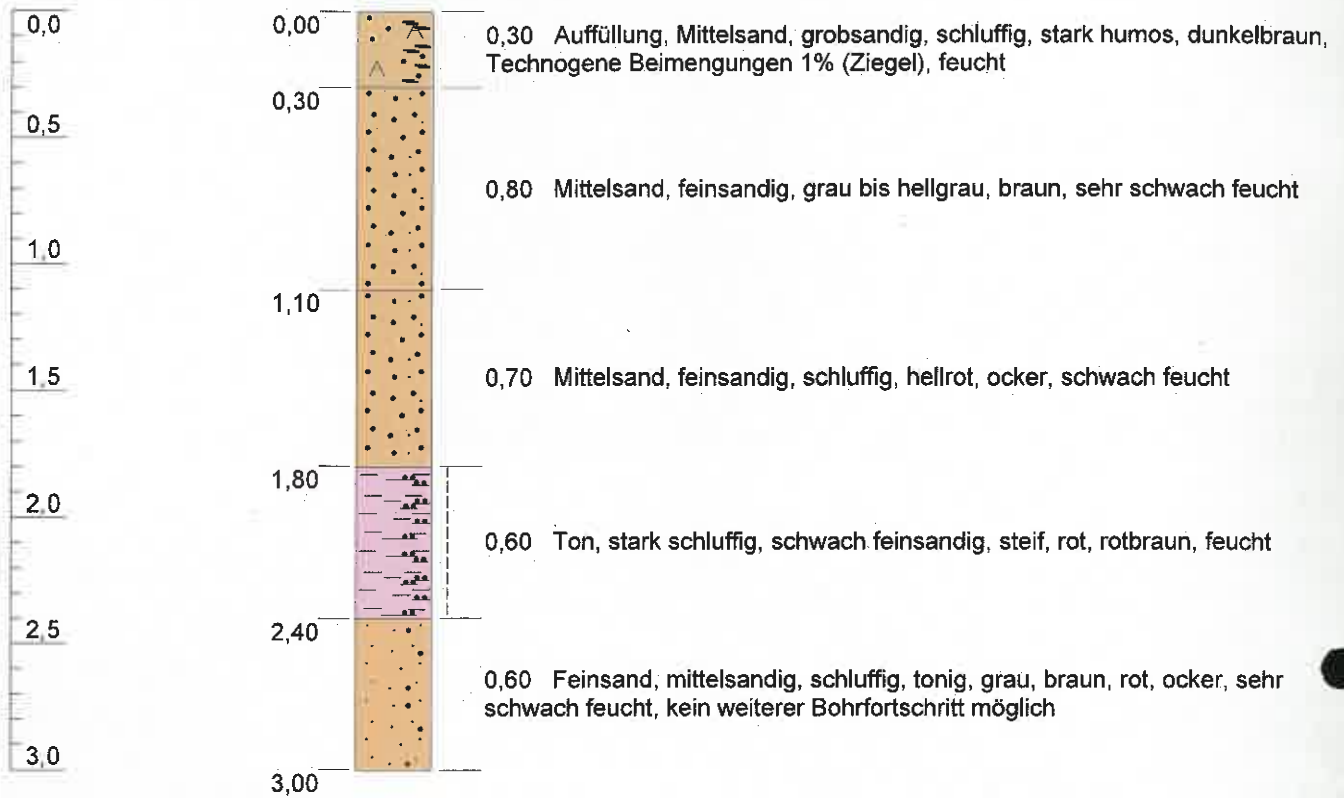 0,0
0,5
1,0
1,5
2,0
2,5
3,0
0,00
0,30 Auffüllung, Mittelsand, grobsandig, schluffig, stark humos, dunkelbraun,
Technogene Beimengungen 1% (Ziegel), feucht
0,30
0,80 Mittelsand, feinsandig, grau bis hellgrau, braun, sehr schwach feucht
1,10
0,70 Mittelsand, feinsandig, schluffig, hellrot, ocker, schwach feucht
1,80
0,60 Ton, stark schluffig, schwach feinsandig, steif, rot, rotbraun, feucht
2,40
0,60 Feinsand, mittelsandig, schluffig, tonig, grau, braun, rot, ocker, sehr
schwach feucht, kein weiterer Bohrfortschritt möglich
3,00